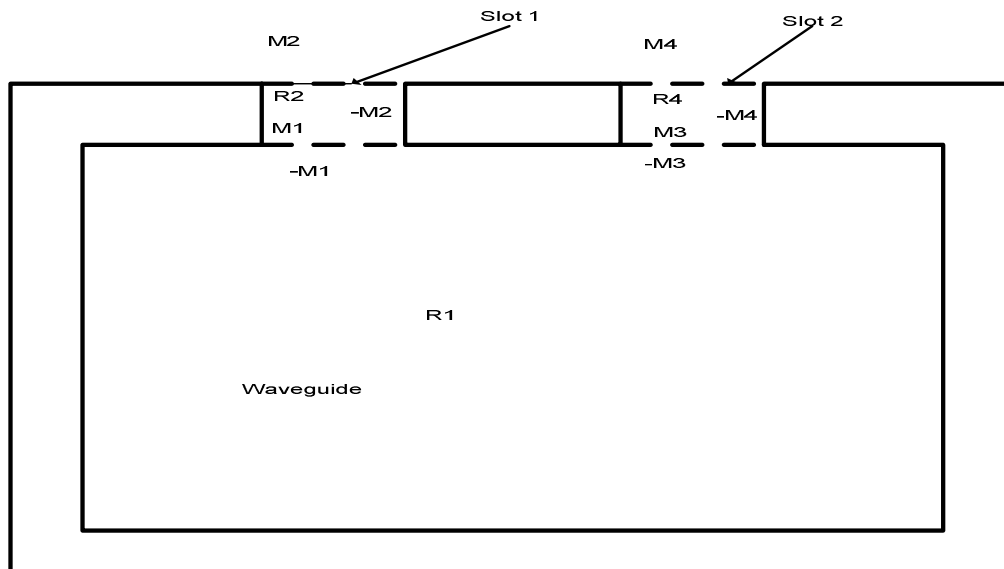 Slot 1
Slot 2
M2
M4
R2
-M2
R4
-M4
M1
M3
-M1
-M3
R1
Waveguide